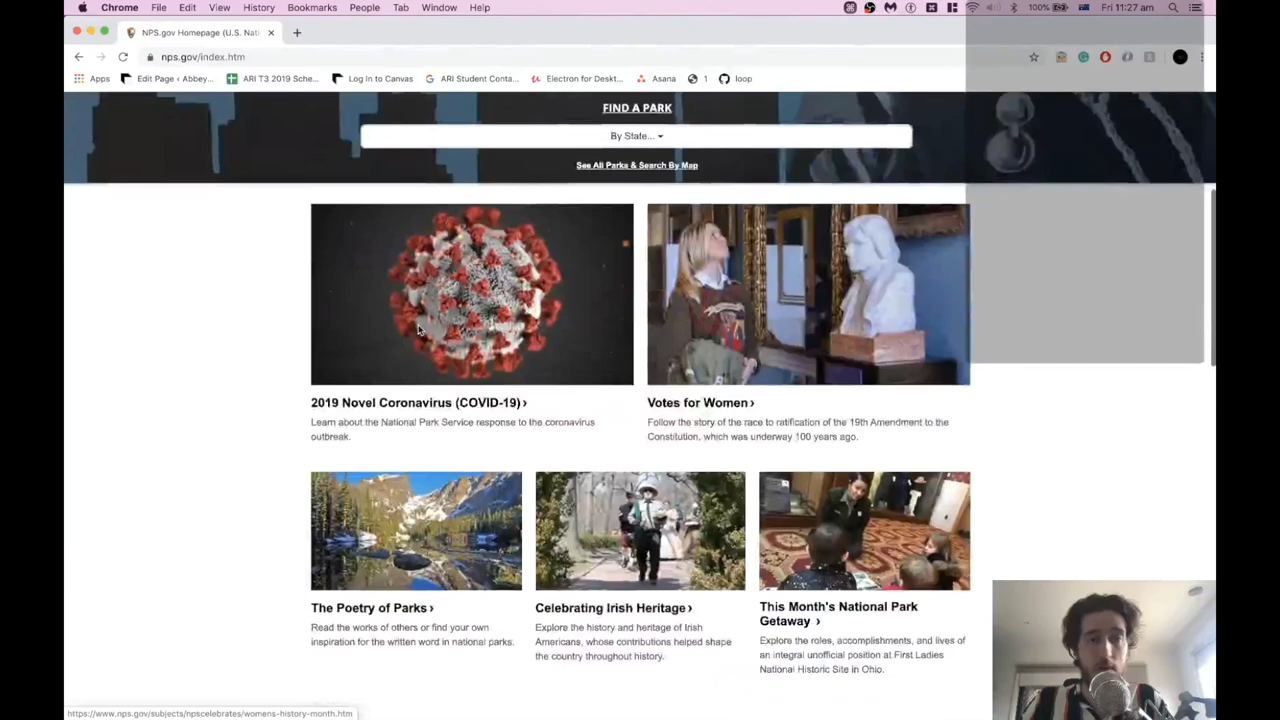 Chrome File Edit View History Bookmarks People Tab Window Help 100% Fri 11:27 am
NPS.gov Homepage (U.S. Nati
nps.gov/index.htm
Apps Edit Page ‹ Abbey... ARI T3 2019 Sche... Log In to Canvas ARI Student Conta... Electron for Deskt... Asana 1 loop
FIND A PARK
By State...
See All Parks & Search By Map
2019 Novel Coronavirus (COVID-19) ›
Learn about the National Park Service response to the coronavirus
outbreak.
Votes for Women ›
Follow the story of the race to ratification of the 19th Amendment to the
Constitution, which was underway 100 years ago.
The Poetry of Parks ›
Read the works of others or find your own
inspiration for the written word in national parks.
Celebrating Irish Heritage ›
Explore the history and heritage of Irish
Americans, whose contributions helped shape
the country throughout history.
This Month's National Park
Getaway ›
Explore the roles, accomplishments, and lives of
an integral unofficial position at First Ladies
National Historic Site in Ohio.
https://www.nps.gov/subjects/npscelebrates/womens-history-month.htm